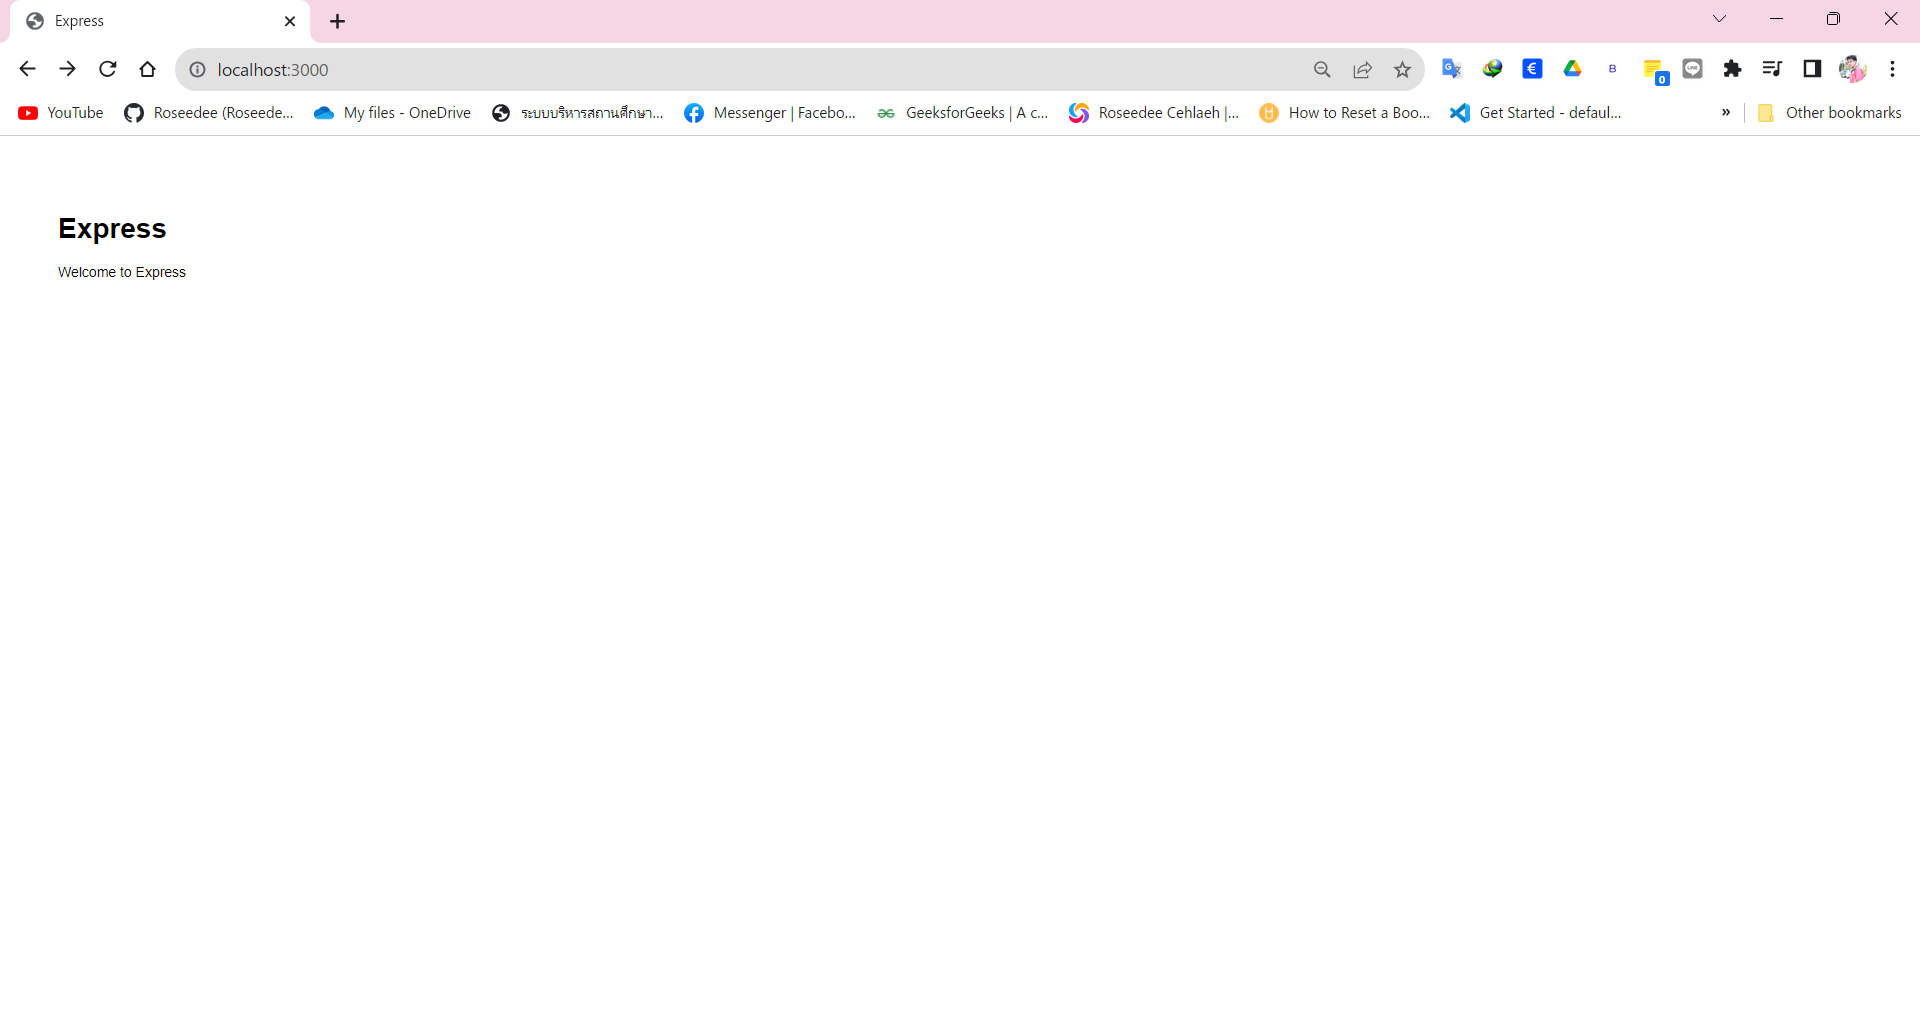 Express
localhost:3000
0
YouTube
Roseedee (Roseede...
My files - OneDrive
ระบบบริหารสถานศึกษา...
Messenger | Facebo...
GeeksforGeeks | A c...
Roseedee Cehlaeh |...
How to Reset a Boo...
Get Started - defaul...
»
Other bookmarks
Express
Welcome to Express